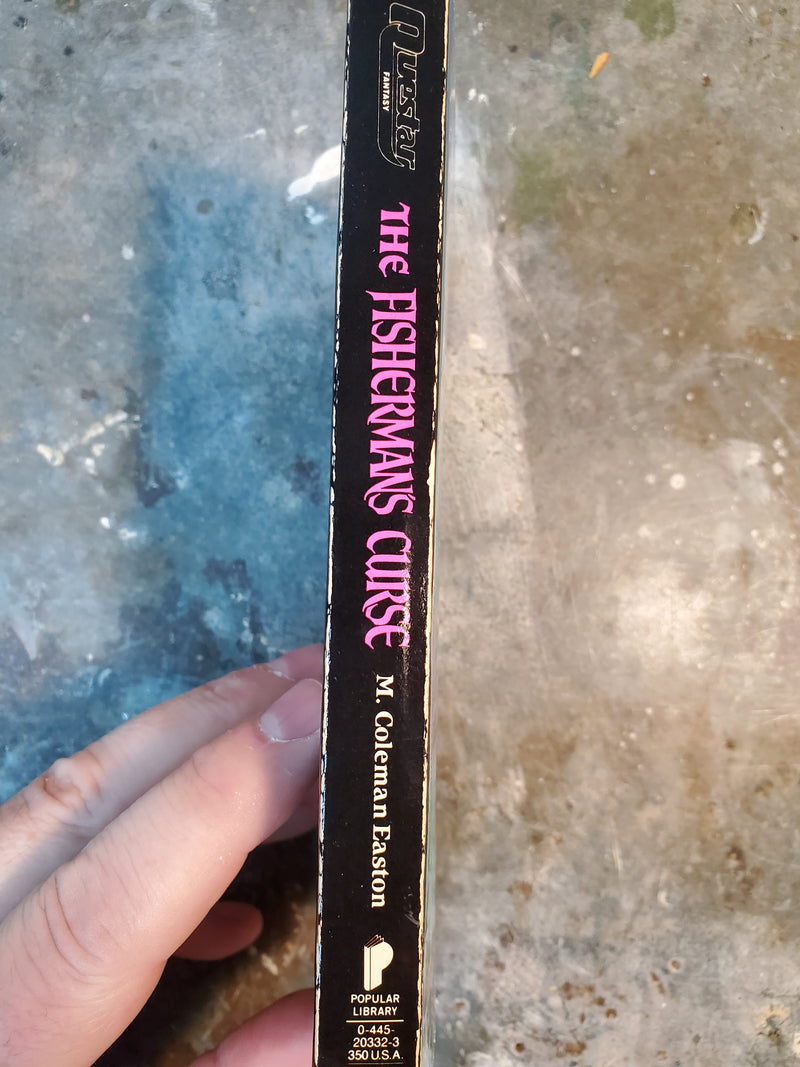 Questar
FANTASY
THE FISHERMAN'S CURSE
M. Coleman Easton
POPULAR
LIBRARY
0-445-
20332-3
350 U.S.A.